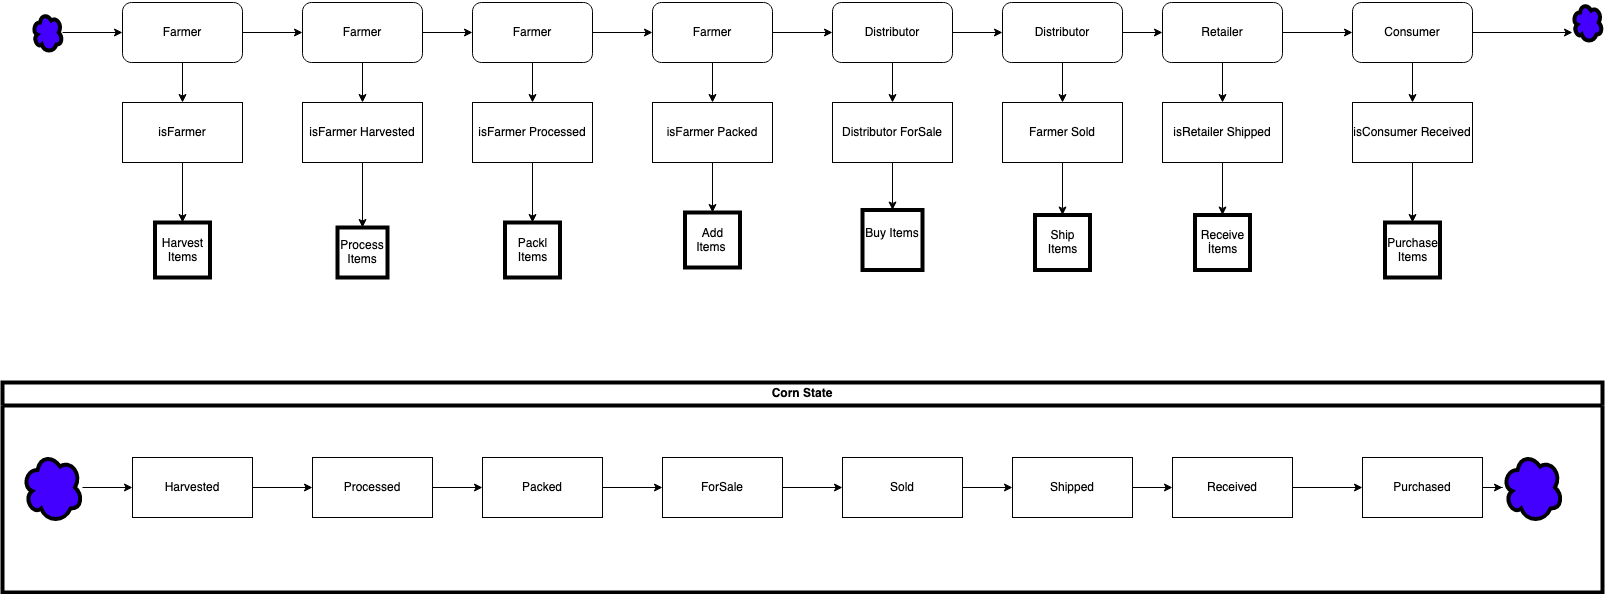 Farmer
Farmer
Farmer
Farmer
Distributor
Distributor
Retailer
Consumer
isFarmer
isFarmer Harvested
isFarmer Processed
isFarmer Packed
Distributor ForSale
Farmer Sold
isRetailer Shipped
isConsumer Received
Harvest
Items
Process
Items
Packl
Items
Add
Items
Buy Items
Ship
Items
Receive
Items
Purchase
Items
Corn State
Harvested
Processed
Packed
ForSale
Sold
Shipped
Received
Purchased